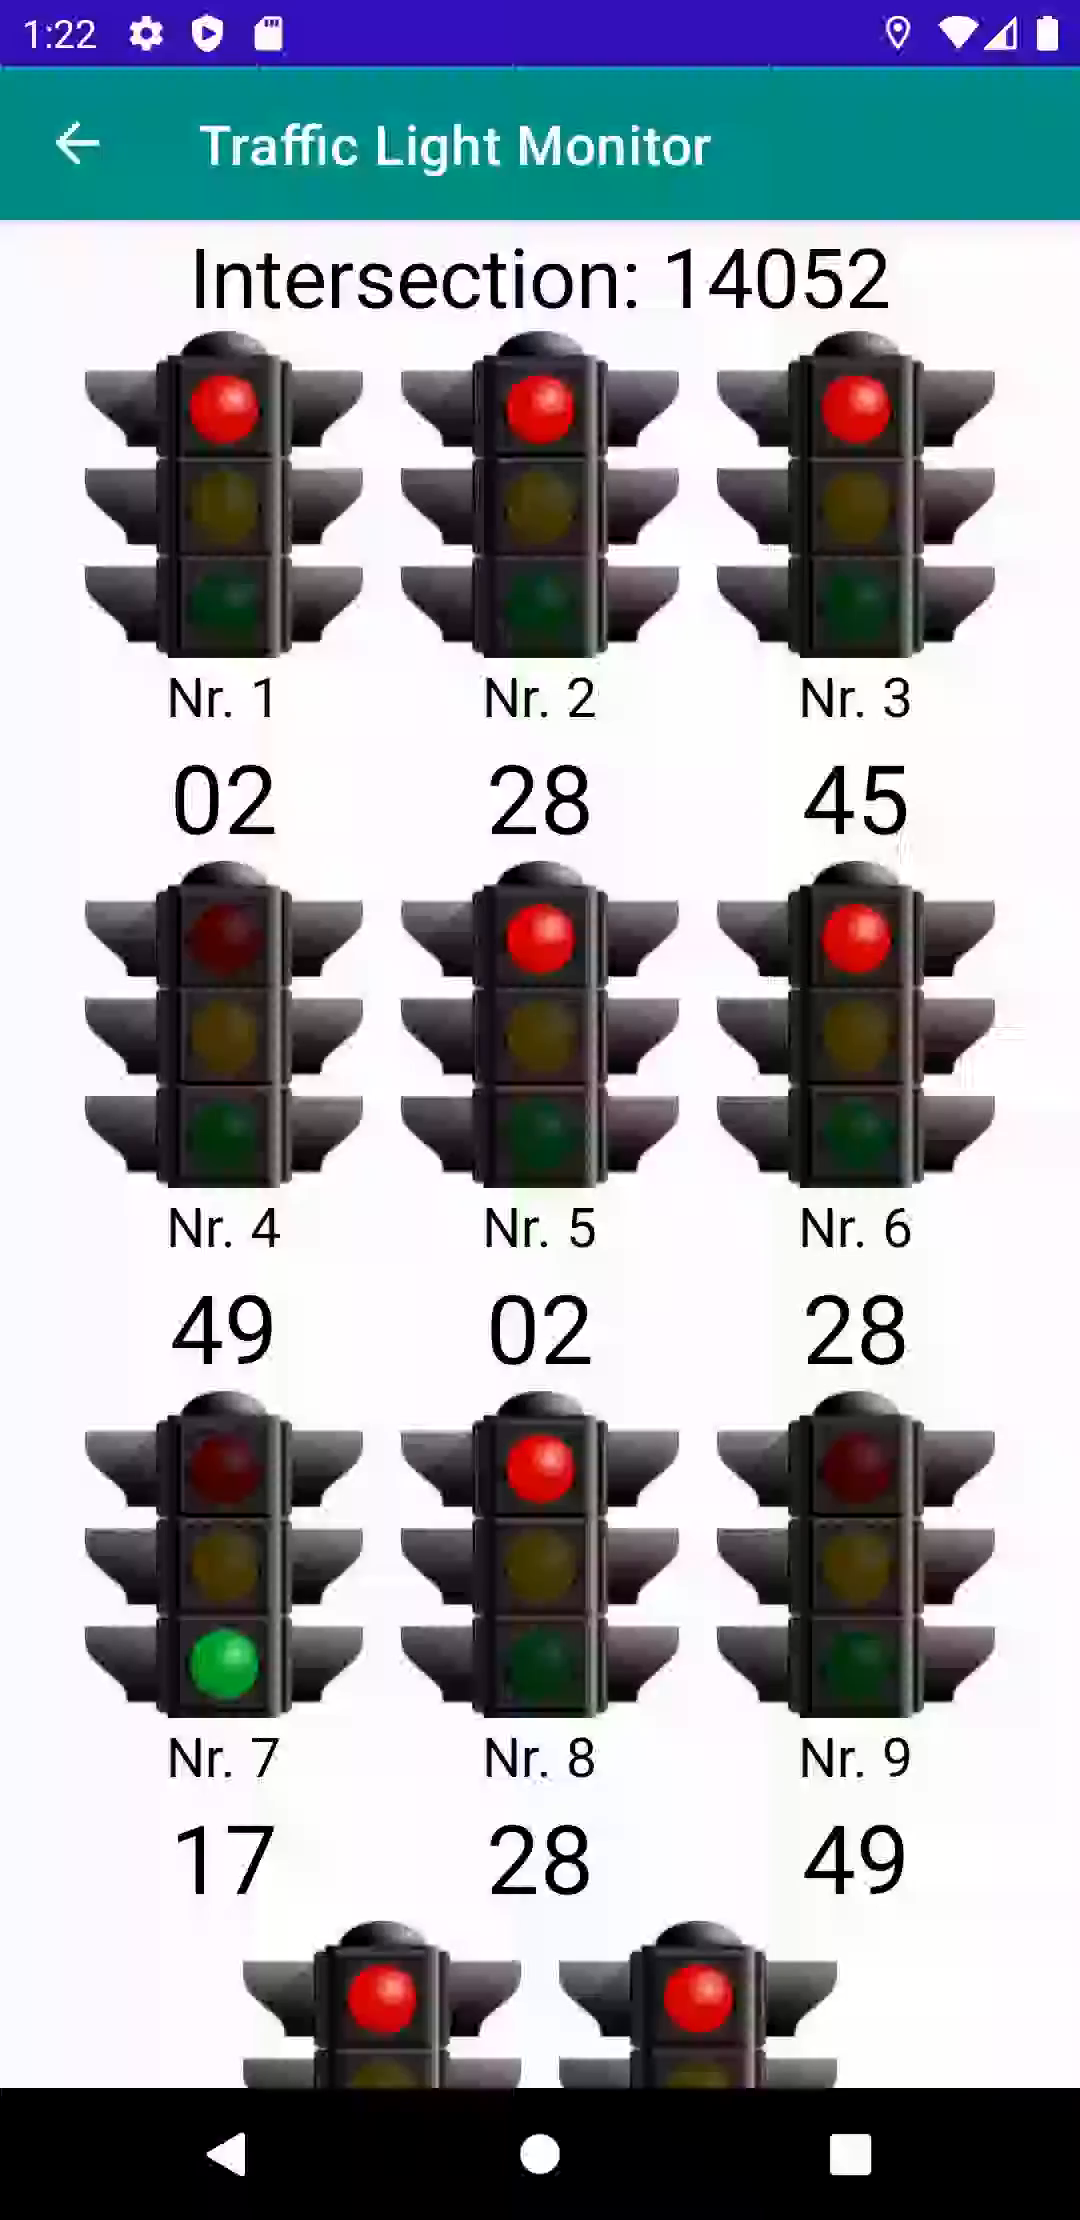 1:22
Traffic Light Monitor
Intersection: 14052
Nr. 1 Nr. 2 Nr. 3
02 28 45
Nr. 4 Nr. 5 Nr. 6
49 02 28
Nr. 7 Nr. 8 Nr. 9
17 28 49